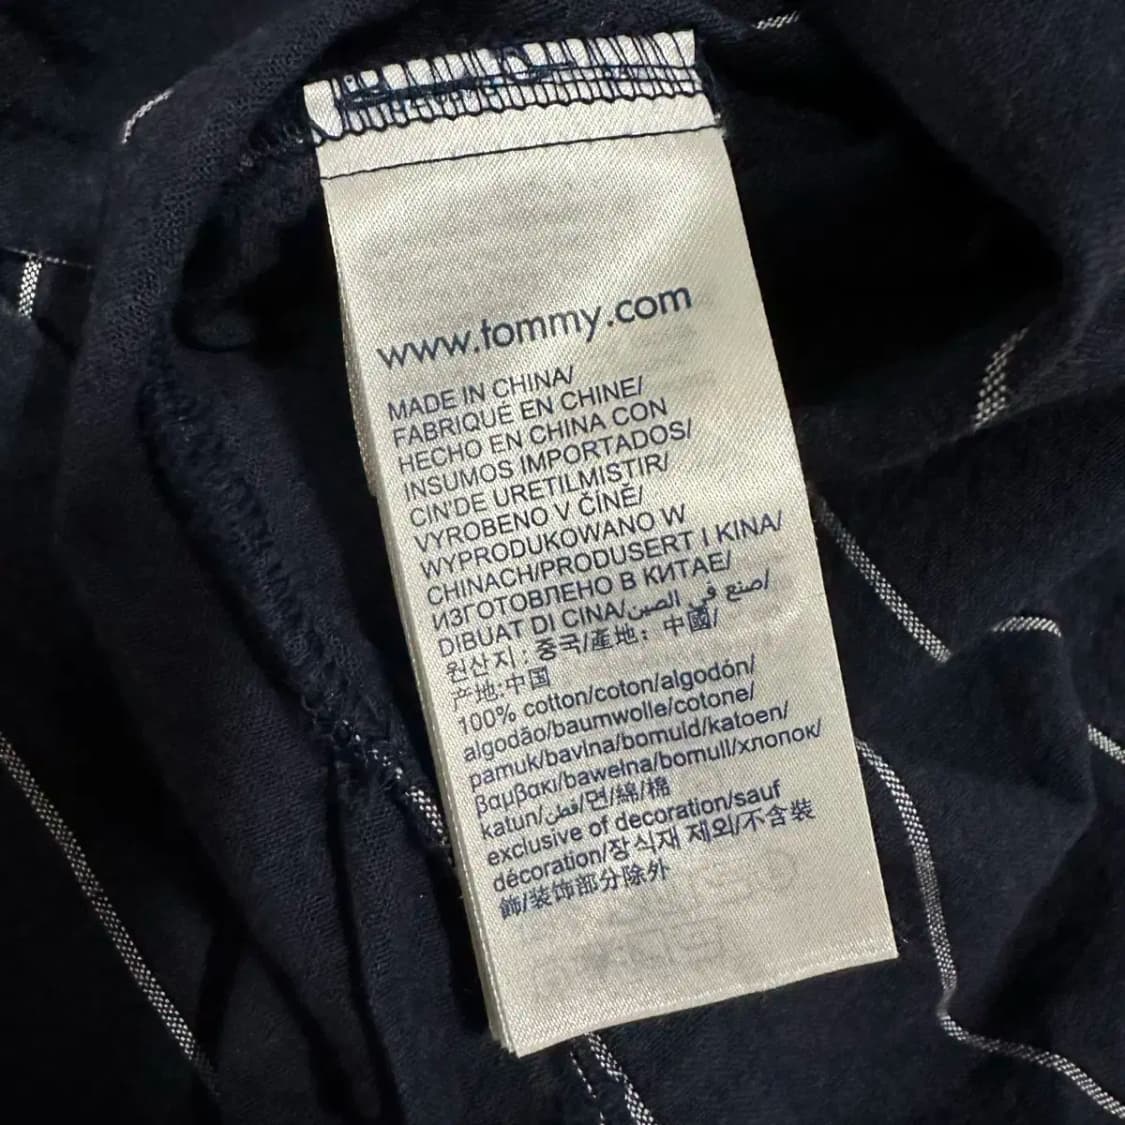 www.tommy.com
MADE IN CHINA/
FABRIQUÉ EN CHINE/
HECHO EN CHINA CON
INSUMOS IMPORTADOS/
CIN'DE URETILMISTIR/
VYROBENO V ČÍNĚ/
WYPRODUKOWANO W
CHINACH/PRODUSERT I KINA/
ИЗГОТОВЛЕНО В КИТАЕ/
DIBUAT DI CINA/صنع في الصين/
원산지: 중국/產地: 中國/
产地:中国
100% cotton/coton/algodón/
algodão/baumwolle/cotone/
pamuk/bavlna/bomuld/katoen/
βαμβακι/bawełna/bomull/хлопок/
katun/قطن/면/綿/棉
exclusive of decoration/sauf
décoration/장식재 제외/不含裝
飾/装饰部分除外